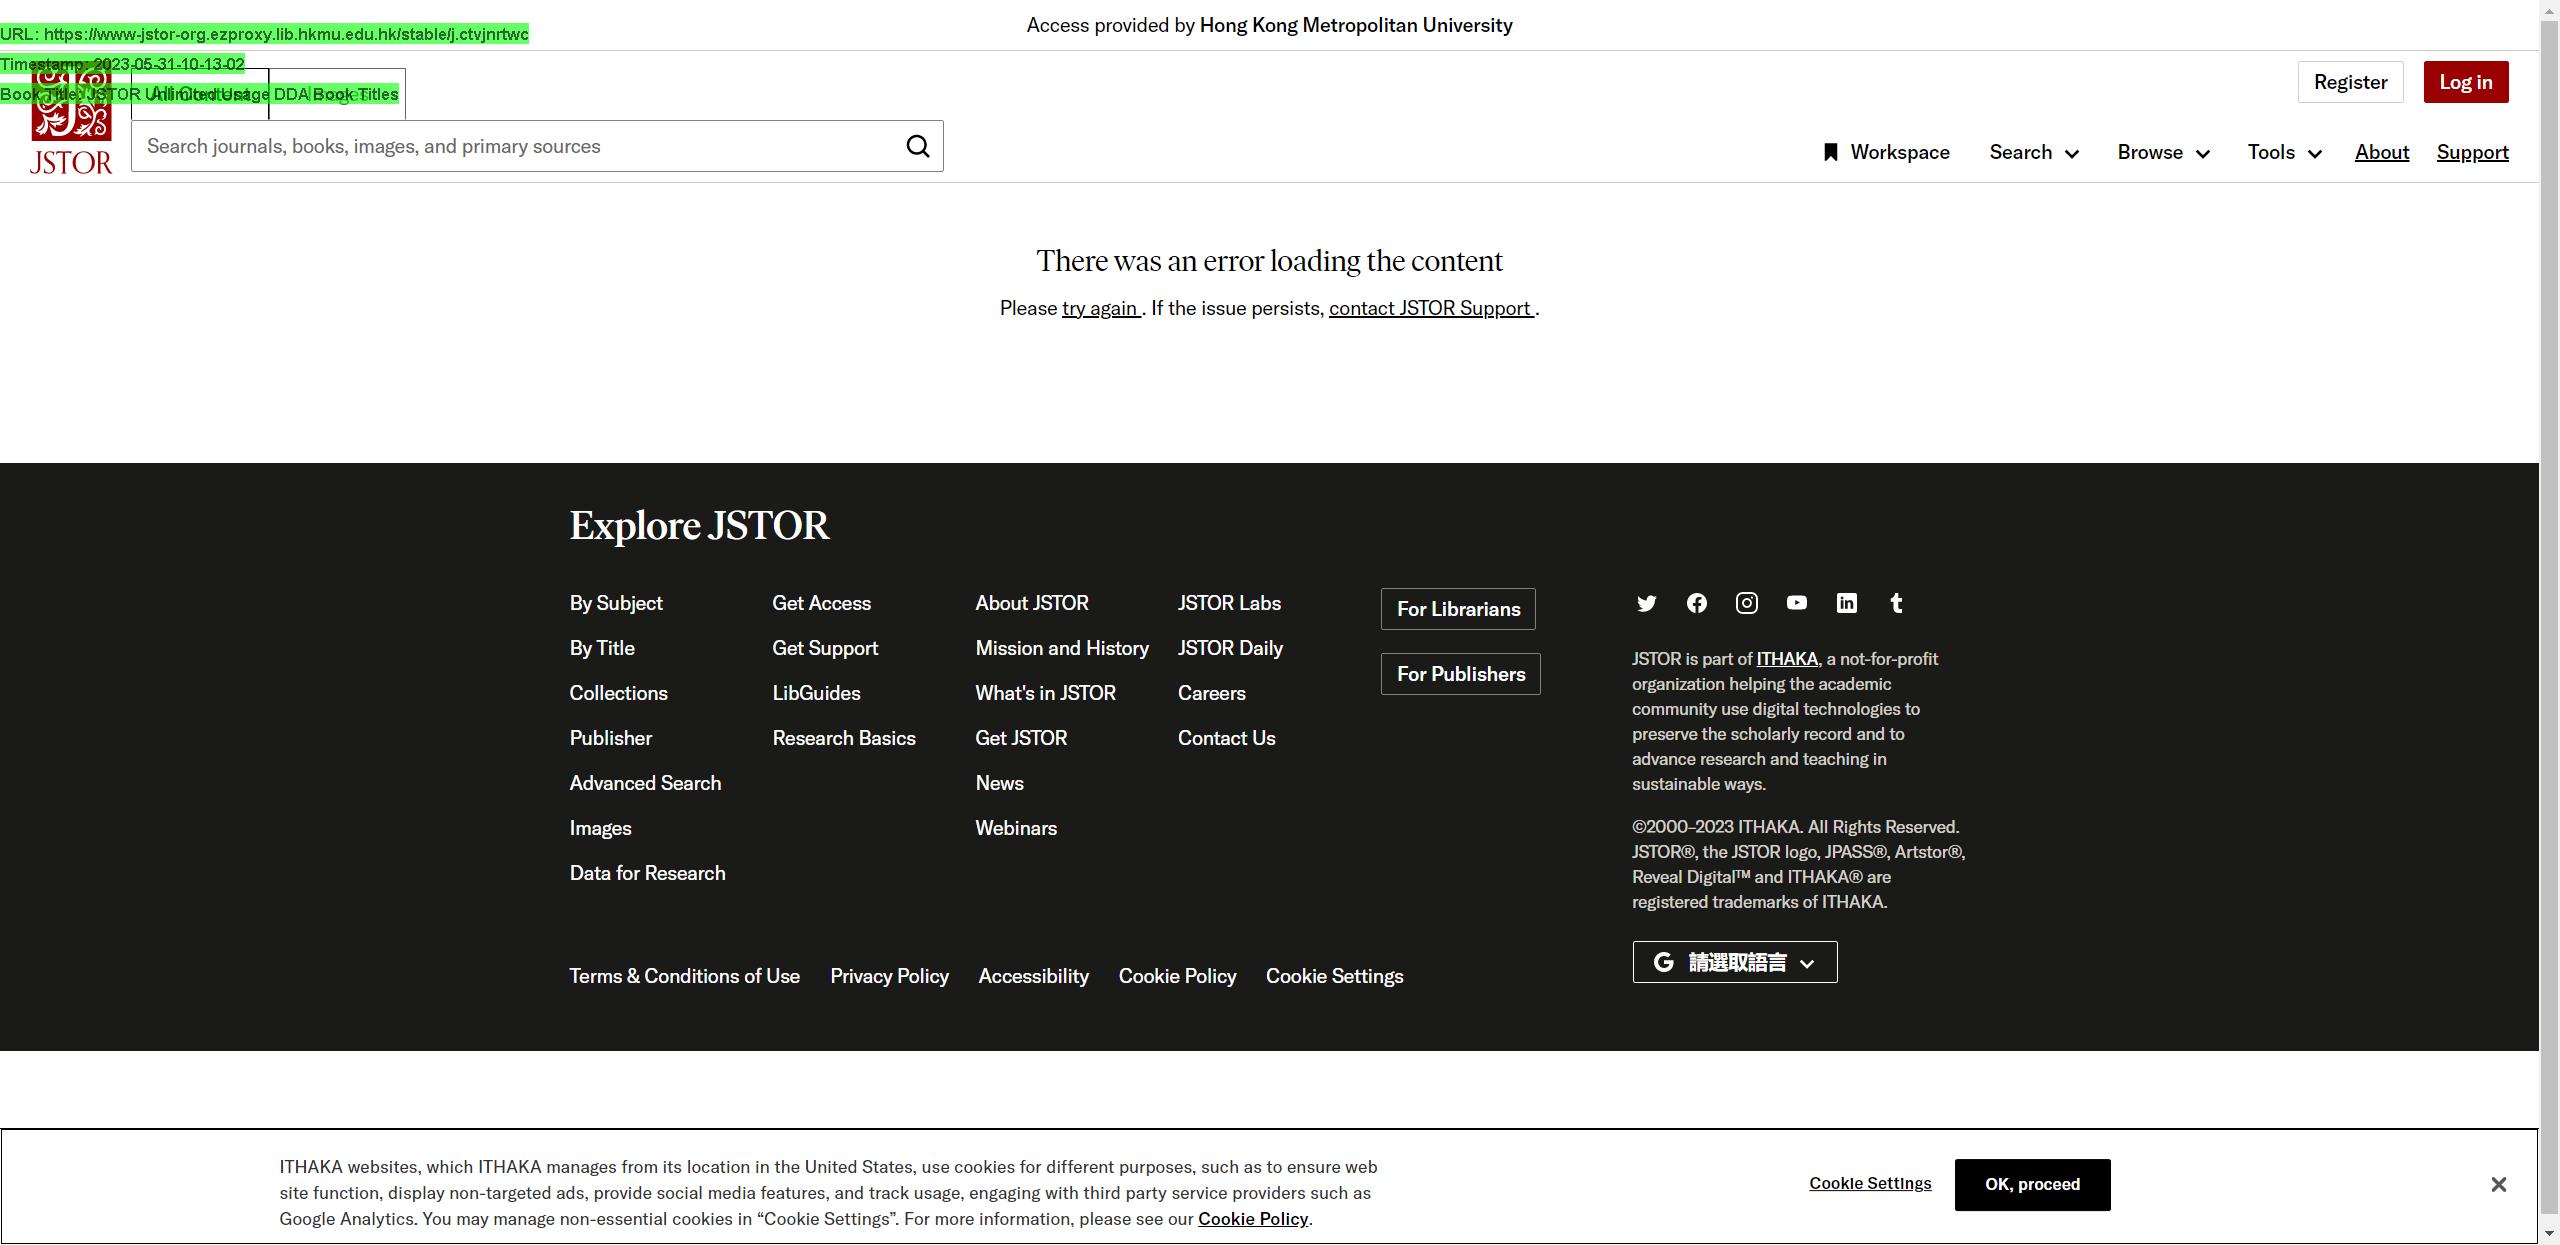 Access provided by Hong Kong Metropolitan University
URL: https://www-jstor-org.ezproxy.lib.hkmu.edu.hk/stable/j.ctvjnrtwc
Timestamp: 2023-05-31-10-13-02
Book Title: JSTOR Unlimited Usage DDA Book Titles
All Content
Images
Register
Log in
JSTOR
Search journals, books, images, and primary sources
Workspace Search Browse Tools About Support
There was an error loading the content
Please try again . If the issue persists, contact JSTOR Support .
Explore JSTOR
By Subject
By Title
Collections
Publisher
Advanced Search
Images
Data for Research
Get Access
Get Support
LibGuides
Research Basics
About JSTOR
Mission and History
What's in JSTOR
Get JSTOR
News
Webinars
JSTOR Labs
JSTOR Daily
Careers
Contact Us
For Librarians
For Publishers
JSTOR is part of ITHAKA, a not-for-profit
organization helping the academic
community use digital technologies to
preserve the scholarly record and to
advance research and teaching in
sustainable ways.
©2000–2023 ITHAKA. All Rights Reserved.
JSTOR®, the JSTOR logo, JPASS®, Artstor®,
Reveal Digital™ and ITHAKA® are
registered trademarks of ITHAKA.
請選取語言
Terms & Conditions of Use Privacy Policy Accessibility Cookie Policy Cookie Settings
ITHAKA websites, which ITHAKA manages from its location in the United States, use cookies for different purposes, such as to ensure web
site function, display non-targeted ads, provide social media features, and track usage, engaging with third party service providers such as
Google Analytics. You may manage non-essential cookies in “Cookie Settings”. For more information, please see our Cookie Policy.
Cookie Settings
OK, proceed